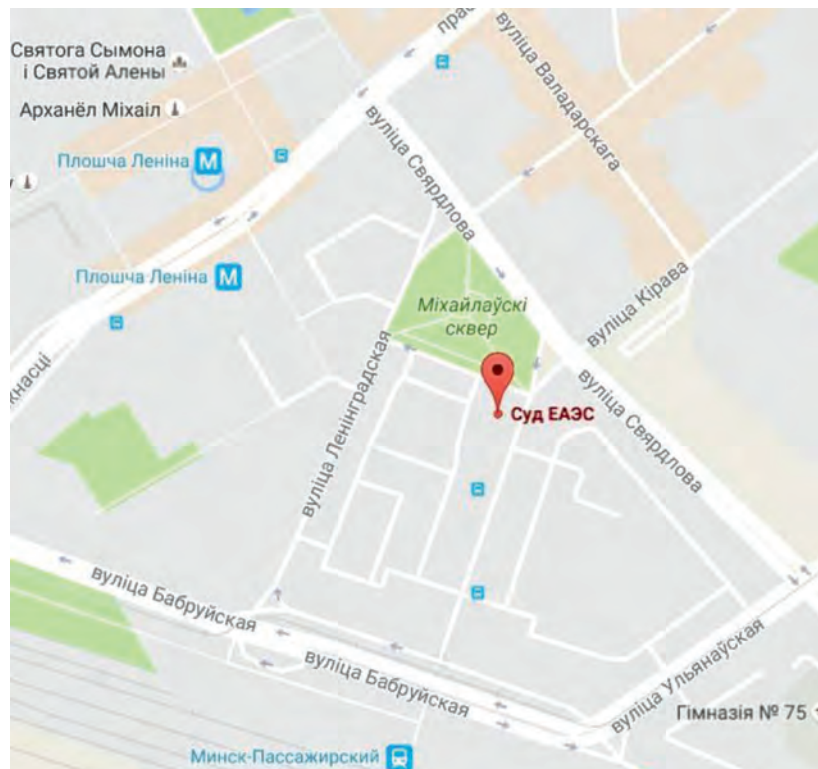 Святога Сымона
і Святой Алены
Арханёл Міхаіл
Плошча Леніна M
Плошча Леніна M
вуліца Валадарскага
вуліца Свярдлова
Міхайлаўскі
сквер
вуліца Кірава
Суд ЕАЭС
вуліца Свярдлова
вуліца Ленінградская
вуліца Бабруйская
вуліца Бабруйская
вуліца Ульянаўская
Гімназія № 75
Минск-Пассажирский